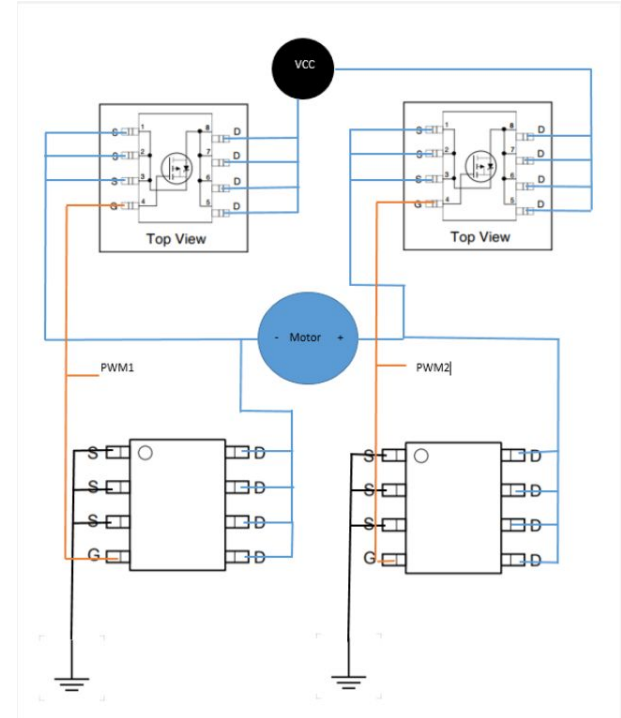 VCC
S 1 8 D
S 2 7 D
S 3 6 D
G 4 5 D
Top View
S 1 8 D
S 2 7 D
S 3 6 D
G 4 5 D
Top View
- Motor +
PWM1
PWM2
S D
S D
S D
G D
S D
S D
S D
G D